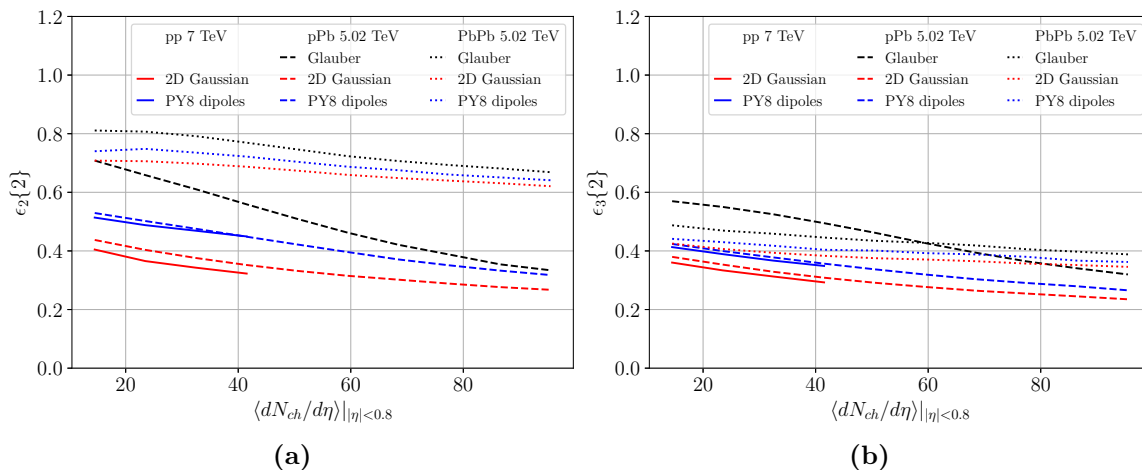 1.2
1.0
0.8
0.6
0.4
0.2
0.0
ϵ₂{2}
pp 7 TeV pPb 5.02 TeV PbPb 5.02 TeV
Glauber Glauber
2D Gaussian 2D Gaussian 2D Gaussian
PY8 dipoles PY8 dipoles PY8 dipoles
20 40 60 80
⟨dN_ch/dη⟩|_|η|<0.8
(a)
1.2
1.0
0.8
0.6
0.4
0.2
0.0
ϵ₃{2}
pp 7 TeV pPb 5.02 TeV PbPb 5.02 TeV
Glauber Glauber
2D Gaussian 2D Gaussian 2D Gaussian
PY8 dipoles PY8 dipoles PY8 dipoles
20 40 60 80
⟨dN_ch/dη⟩|_|η|<0.8
(b)